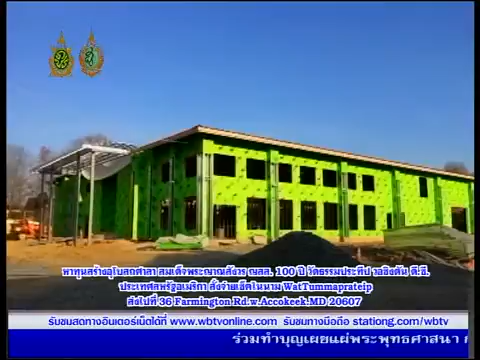 หาทุนสร้างอุโบสถศาลา สมเด็จพระญาณสังวร ฉลส. 100 ปี วัดธรรมประทีป วอชิงตัน ดี.ซี.
ประเทศสหรัฐอเมริกา สั่งจ่ายเช็คในนาม WatTummaprateip
ส่งไปที่ 36 Farmington Rd.w.Accokeek.MD 20607
รับชมสดทางอินเตอร์เน็ตได้ที่ www.wbtvonline.com รับชมทางมือถือ stationg.com/wbtv
ร่วมทำบุญเผยแผ่พระพุทธศาสนา